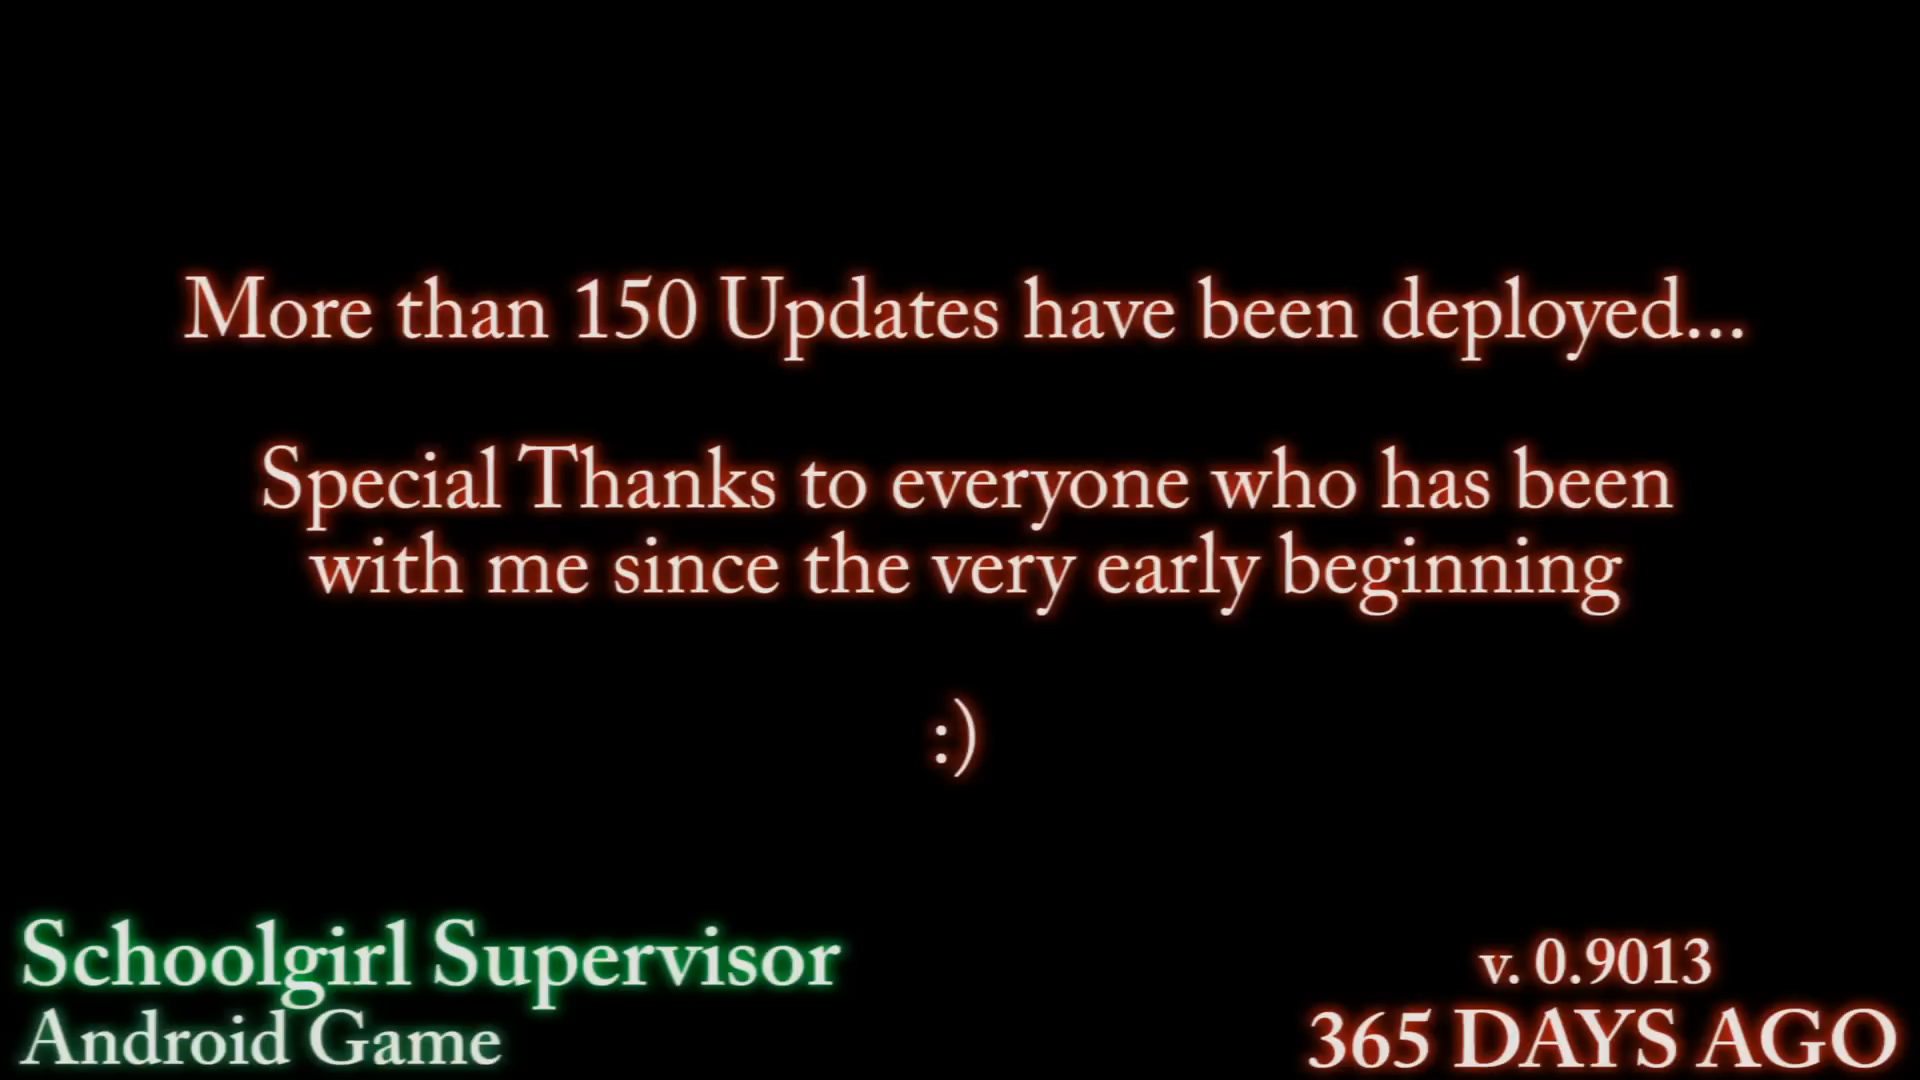 More than 150 Updates have been deployed...
Special Thanks to everyone who has been
with me since the very early beginning
:)
Schoolgirl Supervisor
Android Game
v. 0.9013
365 DAYS AGO